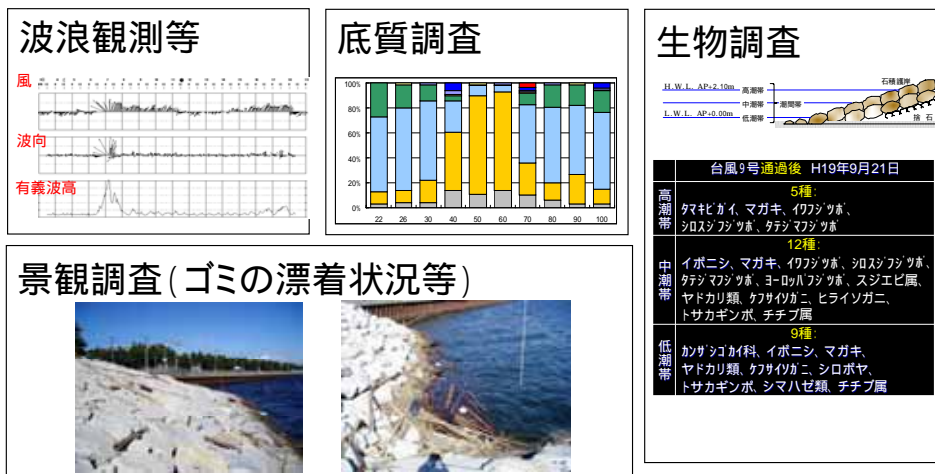 波浪観測等
風
波向
有義波高
底質調査
100%
80%
60%
40%
20%
0%
22 26 30 40 50 60 70 80 90 100
生物調査
石積護岸
H.W.L. AP+2.10m 高潮帯
中潮帯 潮間帯
L.W.L. AP+0.00m 低潮帯
捨石
台風9号通過後 H19年9月21日
高潮帯
5種:
タマキビガイ、マガキ、イワフジツボ、
シロスジフジツボ、タテジマフジツボ
中潮帯
12種:
イボニシ、マガキ、イワフジツボ、シロスジフジツボ、
タテジマフジツボ、ヨーロッパフジツボ、スジエビ属、
ヤドカリ類、ケフサイソガニ、ヒライソガニ、
トサカギンポ、チチブ属
低潮帯
9種:
カンザシゴカイ科、イボニシ、マガキ、
ヤドカリ類、ケフサイソガニ、シロボヤ、
トサカギンポ、シマハゼ類、チチブ属
景観調査(ゴミの漂着状況等)